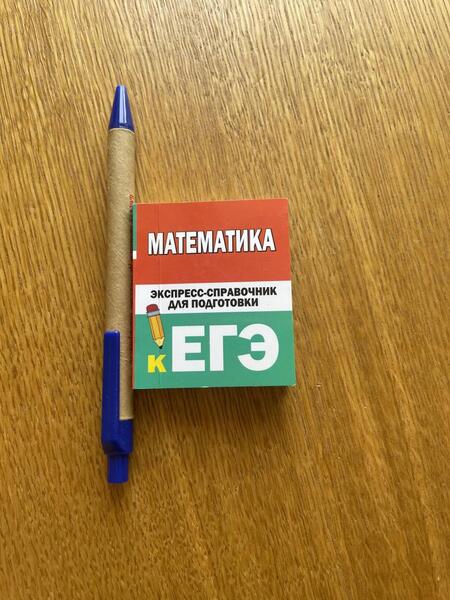 МАТЕМАТИКА
ЭКСПРЕСС-СПРАВОЧНИК
ДЛЯ ПОДГОТОВКИ
К ЕГЭ